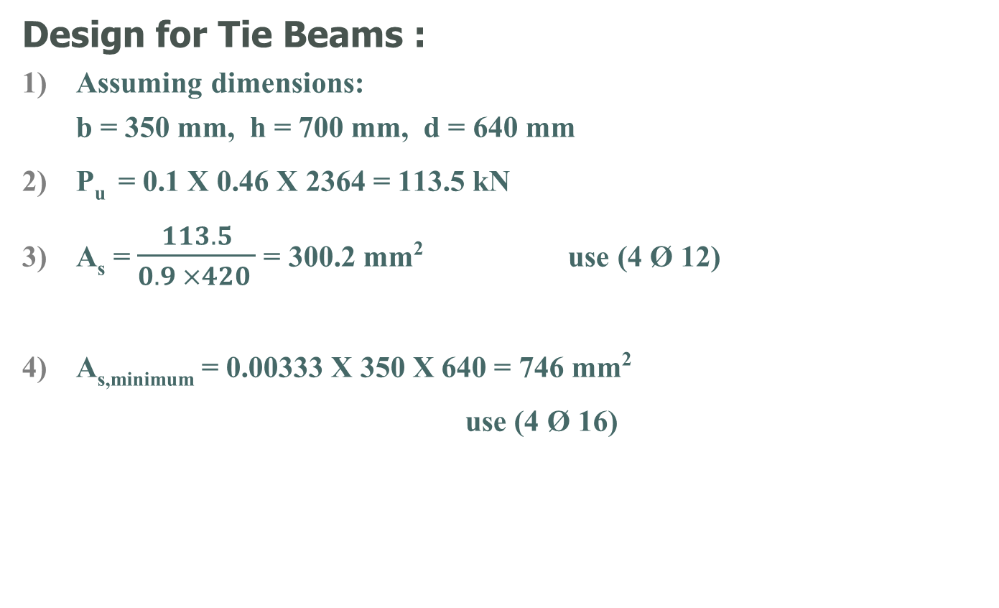 Design for Tie Beams :
1) Assuming dimensions:
b = 350 mm, h = 700 mm, d = 640 mm
2) Pu = 0.1 X 0.46 X 2364 = 113.5 kN
3) As = 113.5 / 0.9 ×420 = 300.2 mm² use (4 Ø 12)
4) As,minimum = 0.00333 X 350 X 640 = 746 mm²
use (4 Ø 16)